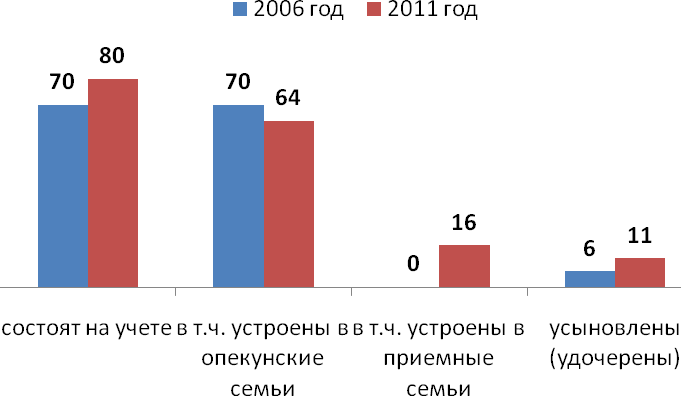 2006 год 2011 год
80
70 70
64
16
11
0 6
состоят на учете в т.ч. устроены в в т.ч. устроены в усыновлены
опекунские приемные (удочерены)
семьи семьи